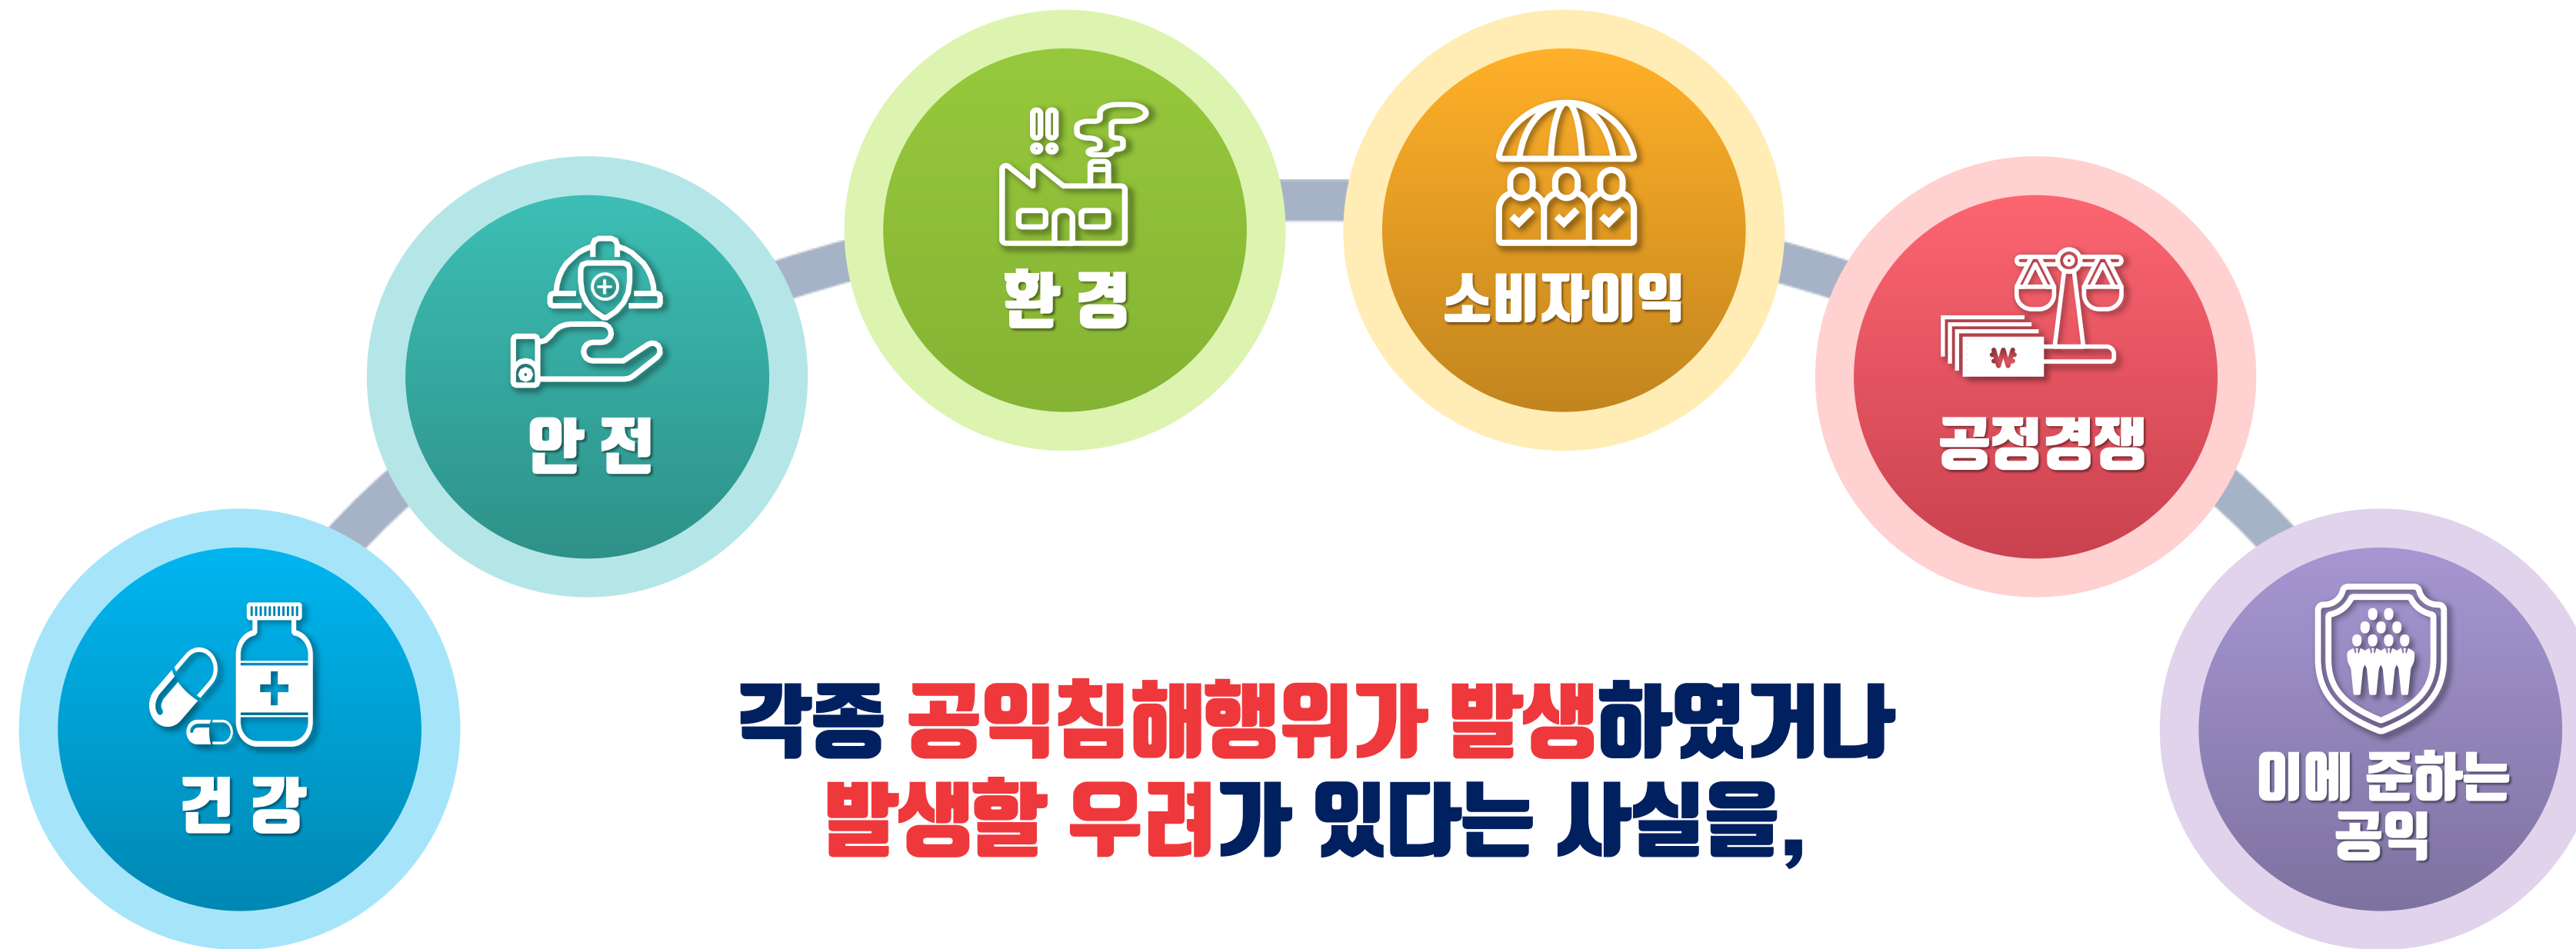 건 강
안 전
환 경
소비자이익
공정경쟁
₩
이에 준하는
공익
각종 공익침해행위가 발생하였거나
발생할 우려가 있다는 사실을,